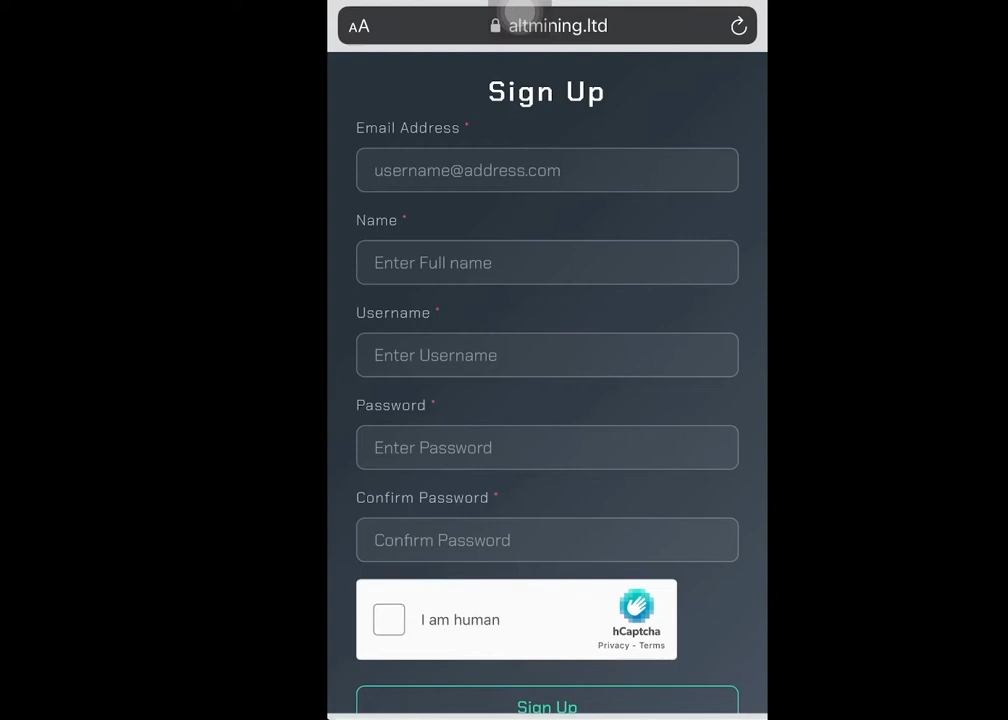 AA altmining.ltd
Sign Up
Email Address *
username@address.com
Name *
Enter Full name
Username *
Enter Username
Password *
Enter Password
Confirm Password *
Confirm Password
I am human
hCaptcha
Privacy - Terms
Sign Up